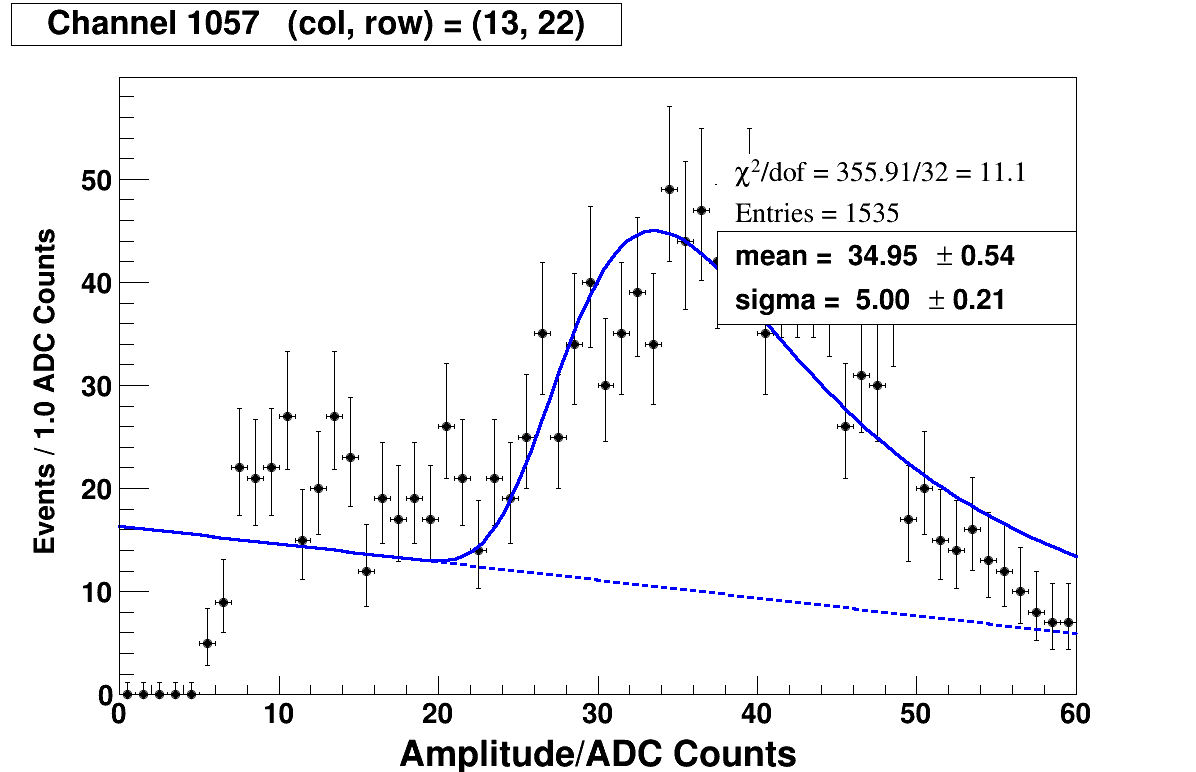 Channel 1057 (col, row) = (13, 22)
χ²/dof = 355.91/32 = 11.1
Entries = 1535
mean = 34.95 ± 0.54
sigma = 5.00 ± 0.21
Events / 1.0 ADC Counts
50
40
30
20
10
0
0 10 20 30 40 50 60
Amplitude/ADC Counts